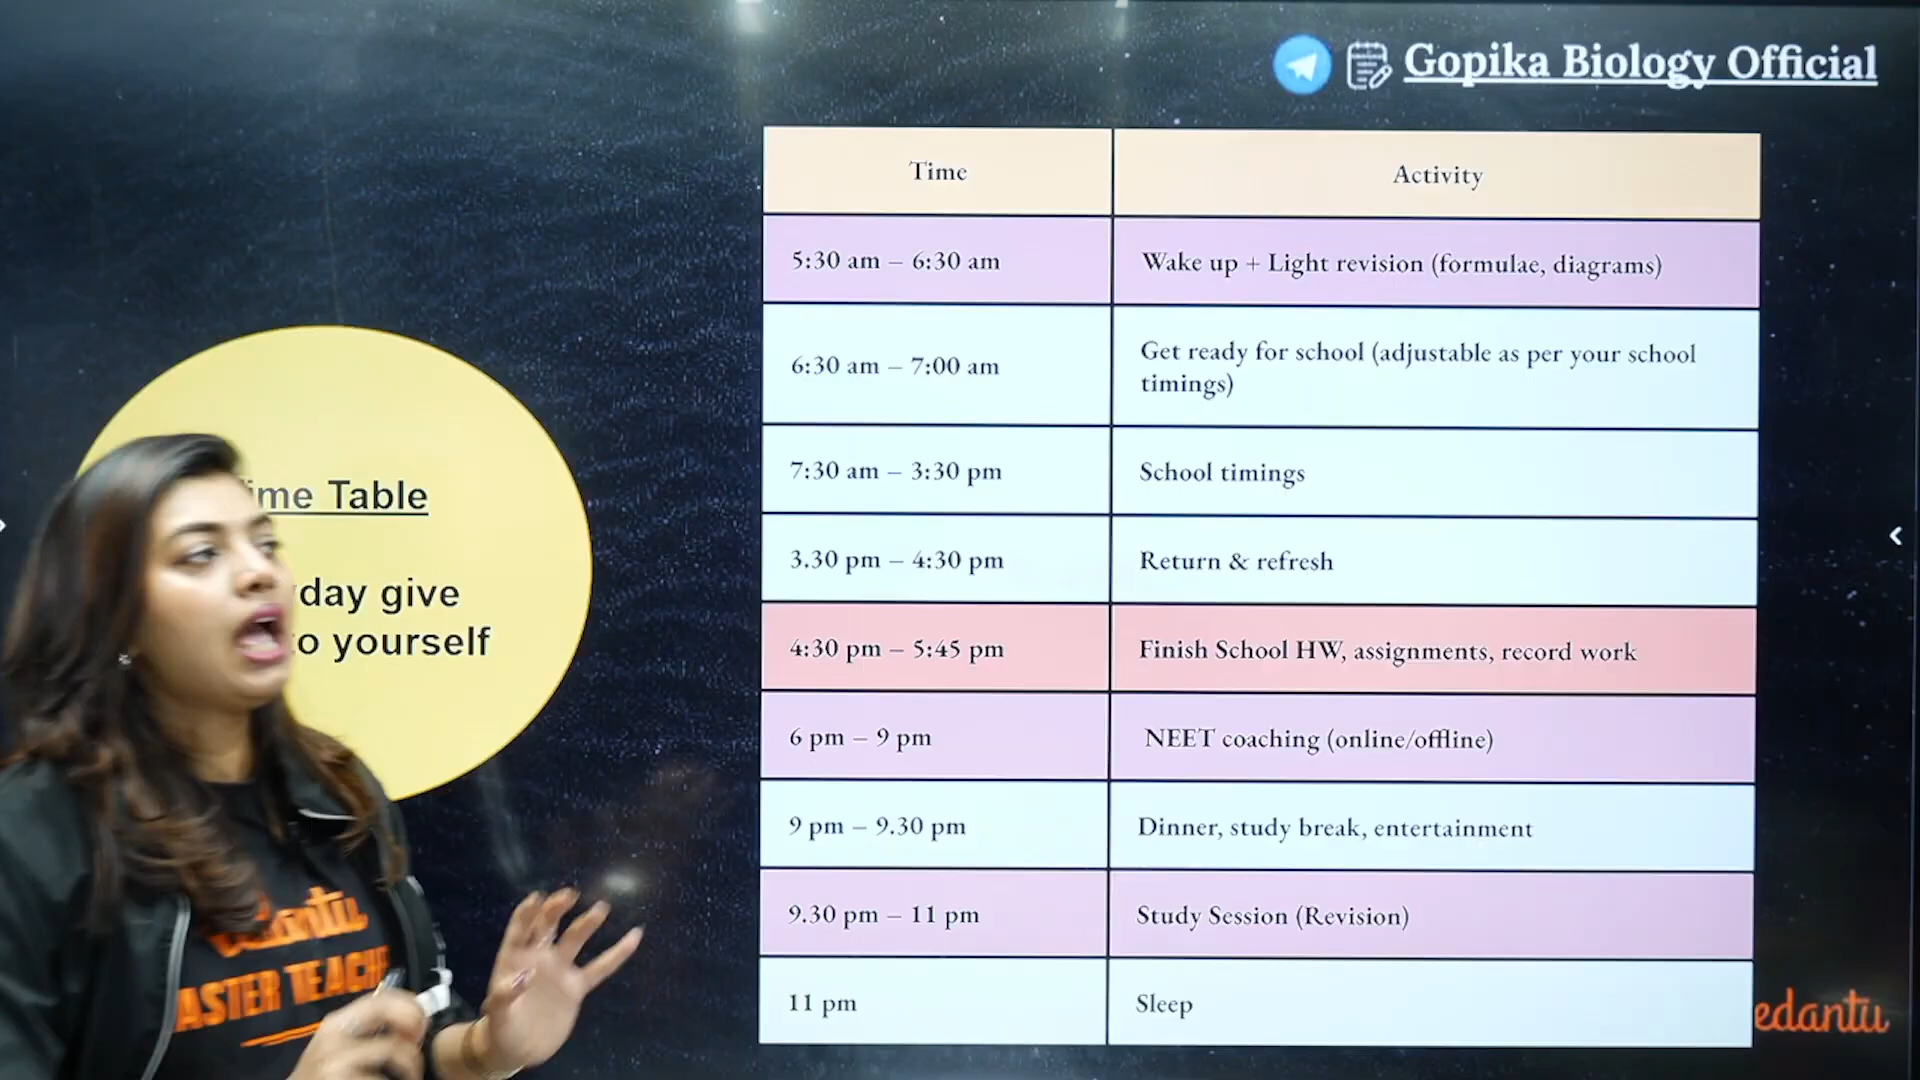 Gopika Biology Official
Time Activity
5:30 am – 6:30 am Wake up + Light revision (formulae, diagrams)
6:30 am – 7:00 am Get ready for school (adjustable as per your school
timings)
7:30 am – 3:30 pm School timings
3.30 pm – 4:30 pm Return & refresh
4:30 pm – 5:45 pm Finish School HW, assignments, record work
6 pm – 9 pm NEET coaching (online/offline)
9 pm – 9.30 pm Dinner, study break, entertainment
9.30 pm – 11 pm Study Session (Revision)
11 pm Sleep
Table
give
yourself